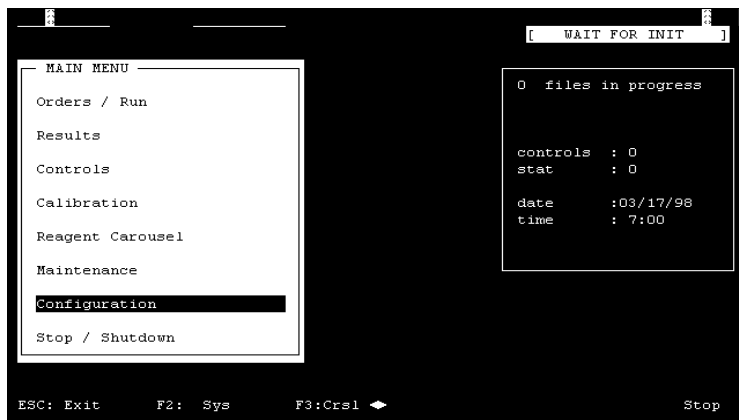 [ WAIT FOR INIT ]
MAIN MENU
Orders / Run
Results
Controls
Calibration
Reagent Carousel
Maintenance
Configuration
Stop / Shutdown
0 files in progress
controls : 0
stat : 0
date :03/17/98
time : 7:00
ESC: Exit F2: Sys F3:Crsl ◄► Stop